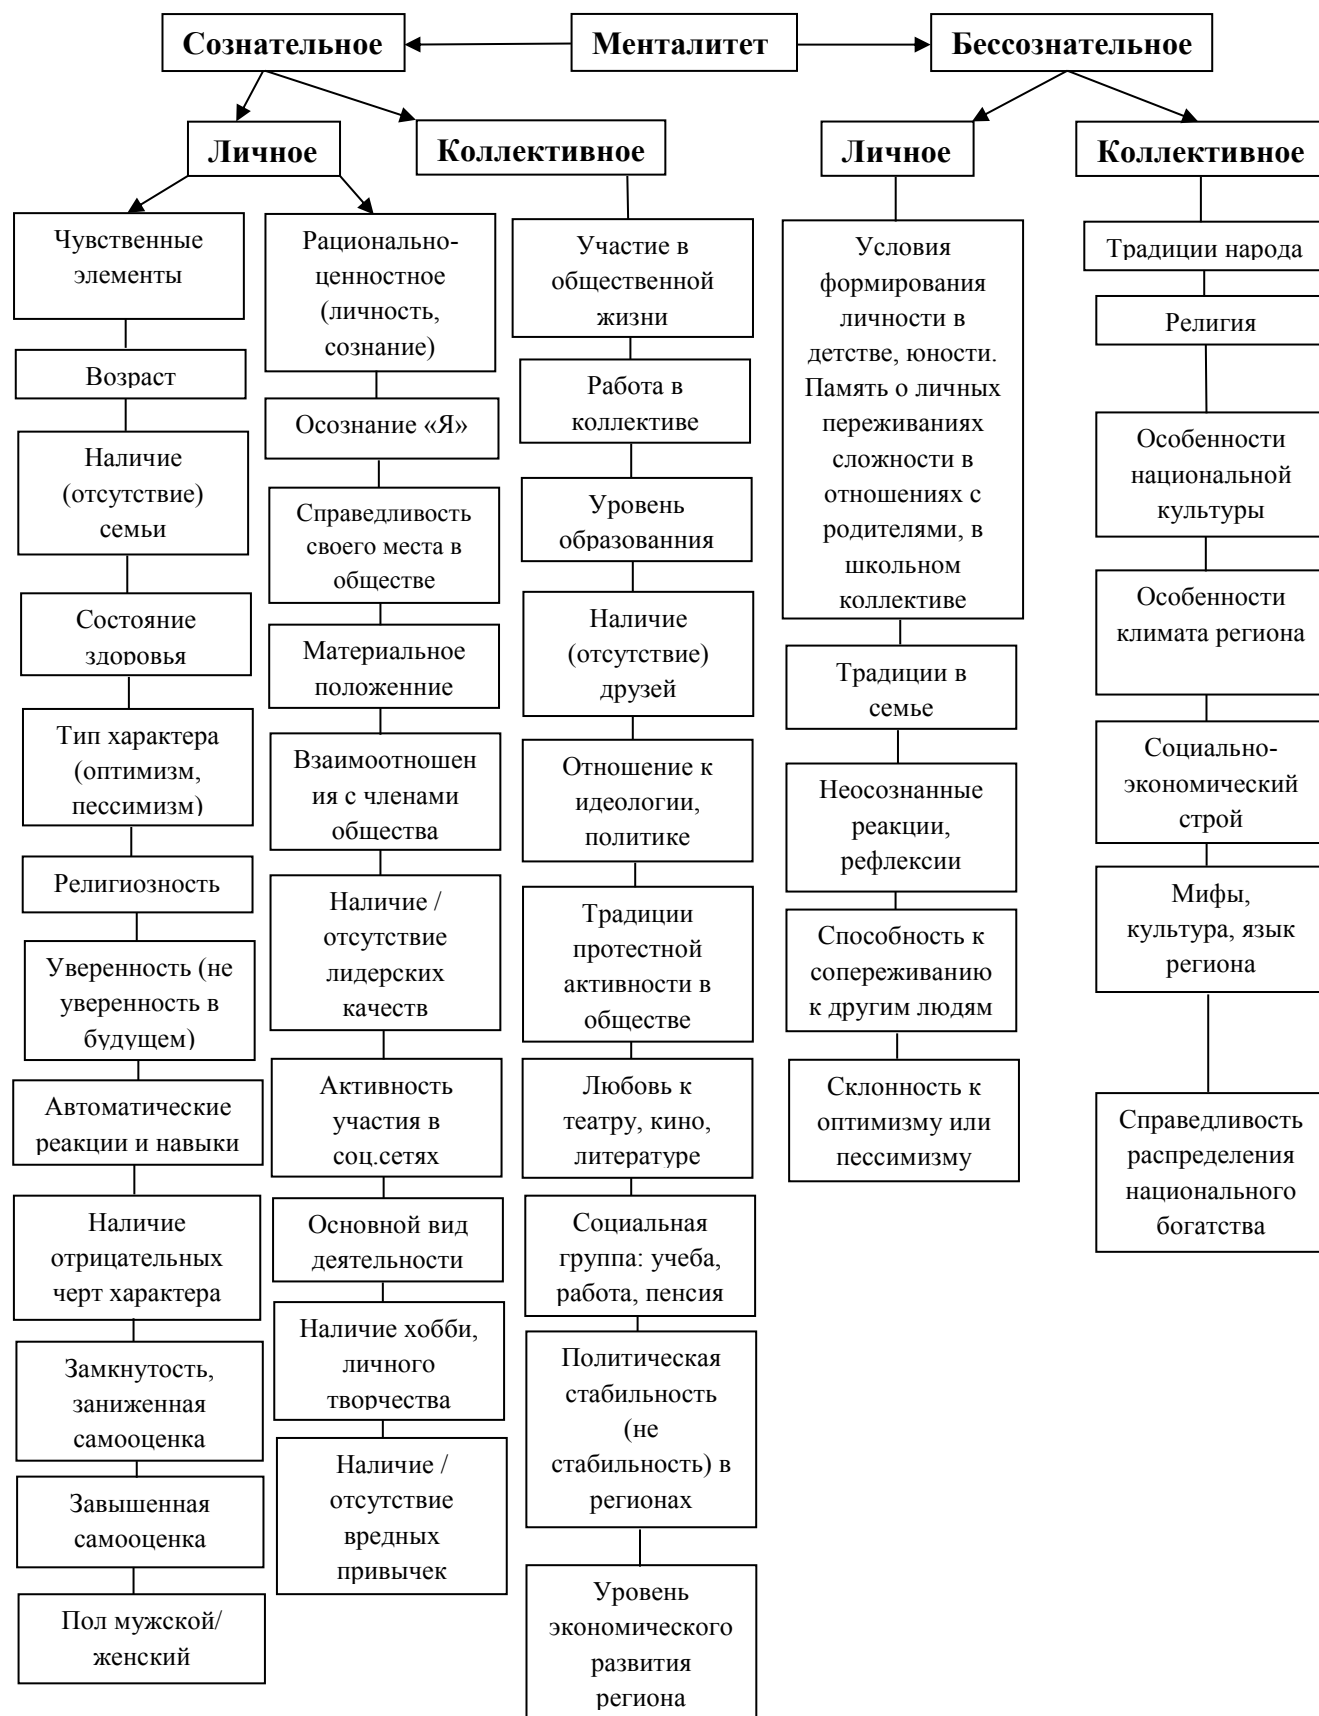 Сознательное
Менталитет
Бессознательное
Личное
Коллективное
Личное
Коллективное
Чувственные
элементы
Возраст
Наличие
(отсутствие)
семьи
Состояние
здоровья
Тип характера
(оптимизм,
пессимизм)
Религиозность
Уверенность (не
уверенность в
будущем)
Автоматические
реакции и навыки
Наличие
отрицательных
черт характера
Замкнутость,
заниженная
самооценка
Завышенная
самооценка
Пол мужской/
женский
Рационально-
ценностное
(личность,
сознание)
Осознание «Я»
Справедливость
своего места в
обществе
Материальное
положенние
Взаимоотношен
ия с членами
общества
Наличие /
отсутствие
лидерских
качеств
Активность
участия в
соц.сетях
Основной вид
деятельности
Наличие хобби,
личного
творчества
Наличие /
отсутствие
вредных
привычек
Участие в
общественной
жизни
Работа в
коллективе
Уровень
образованния
Наличие
(отсутствие)
друзей
Отношение к
идеологии,
политике
Традиции
протестной
активности в
обществе
Любовь к
театру, кино,
литературе
Социальная
группа: учеба,
работа, пенсия
Политическая
стабильность
(не
стабильность) в
регионах
Уровень
экономического
развития
региона
Условия
формирования
личности в
детстве, юности.
Память о личных
переживаниях
сложности в
отношениях с
родителями, в
школьном
коллективе
Традиции в
семье
Неосознанные
реакции,
рефлексии
Способность к
сопереживанию
к другим людям
Склонность к
оптимизму или
пессимизму
Традиции народа
Религия
Особенности
национальной
культуры
Особенности
климата региона
Социально-
экономический
строй
Мифы,
культура, язык
региона
Справедливость
распределения
национального
богатства